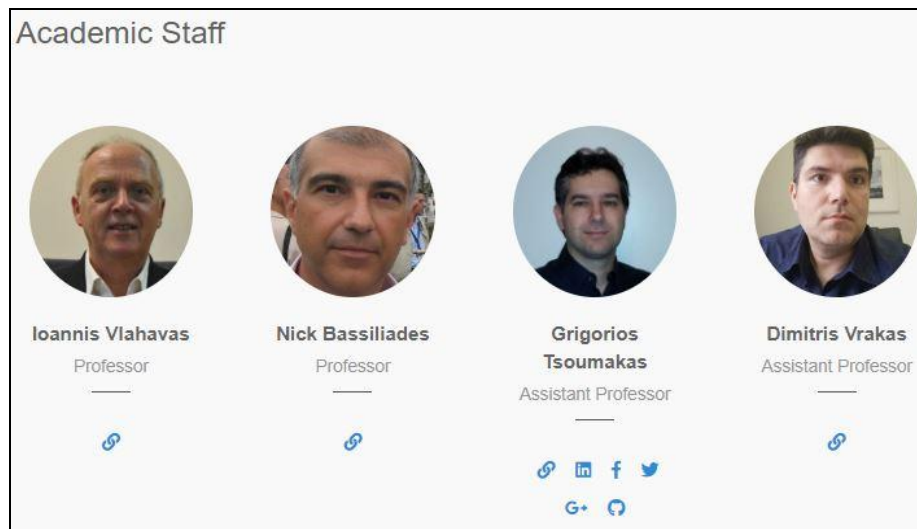 Academic Staff
Ioannis Vlahavas
Professor
Nick Bassiliades
Professor
Grigorios
Tsoumakas
Assistant Professor
Dimitris Vrakas
Assistant Professor